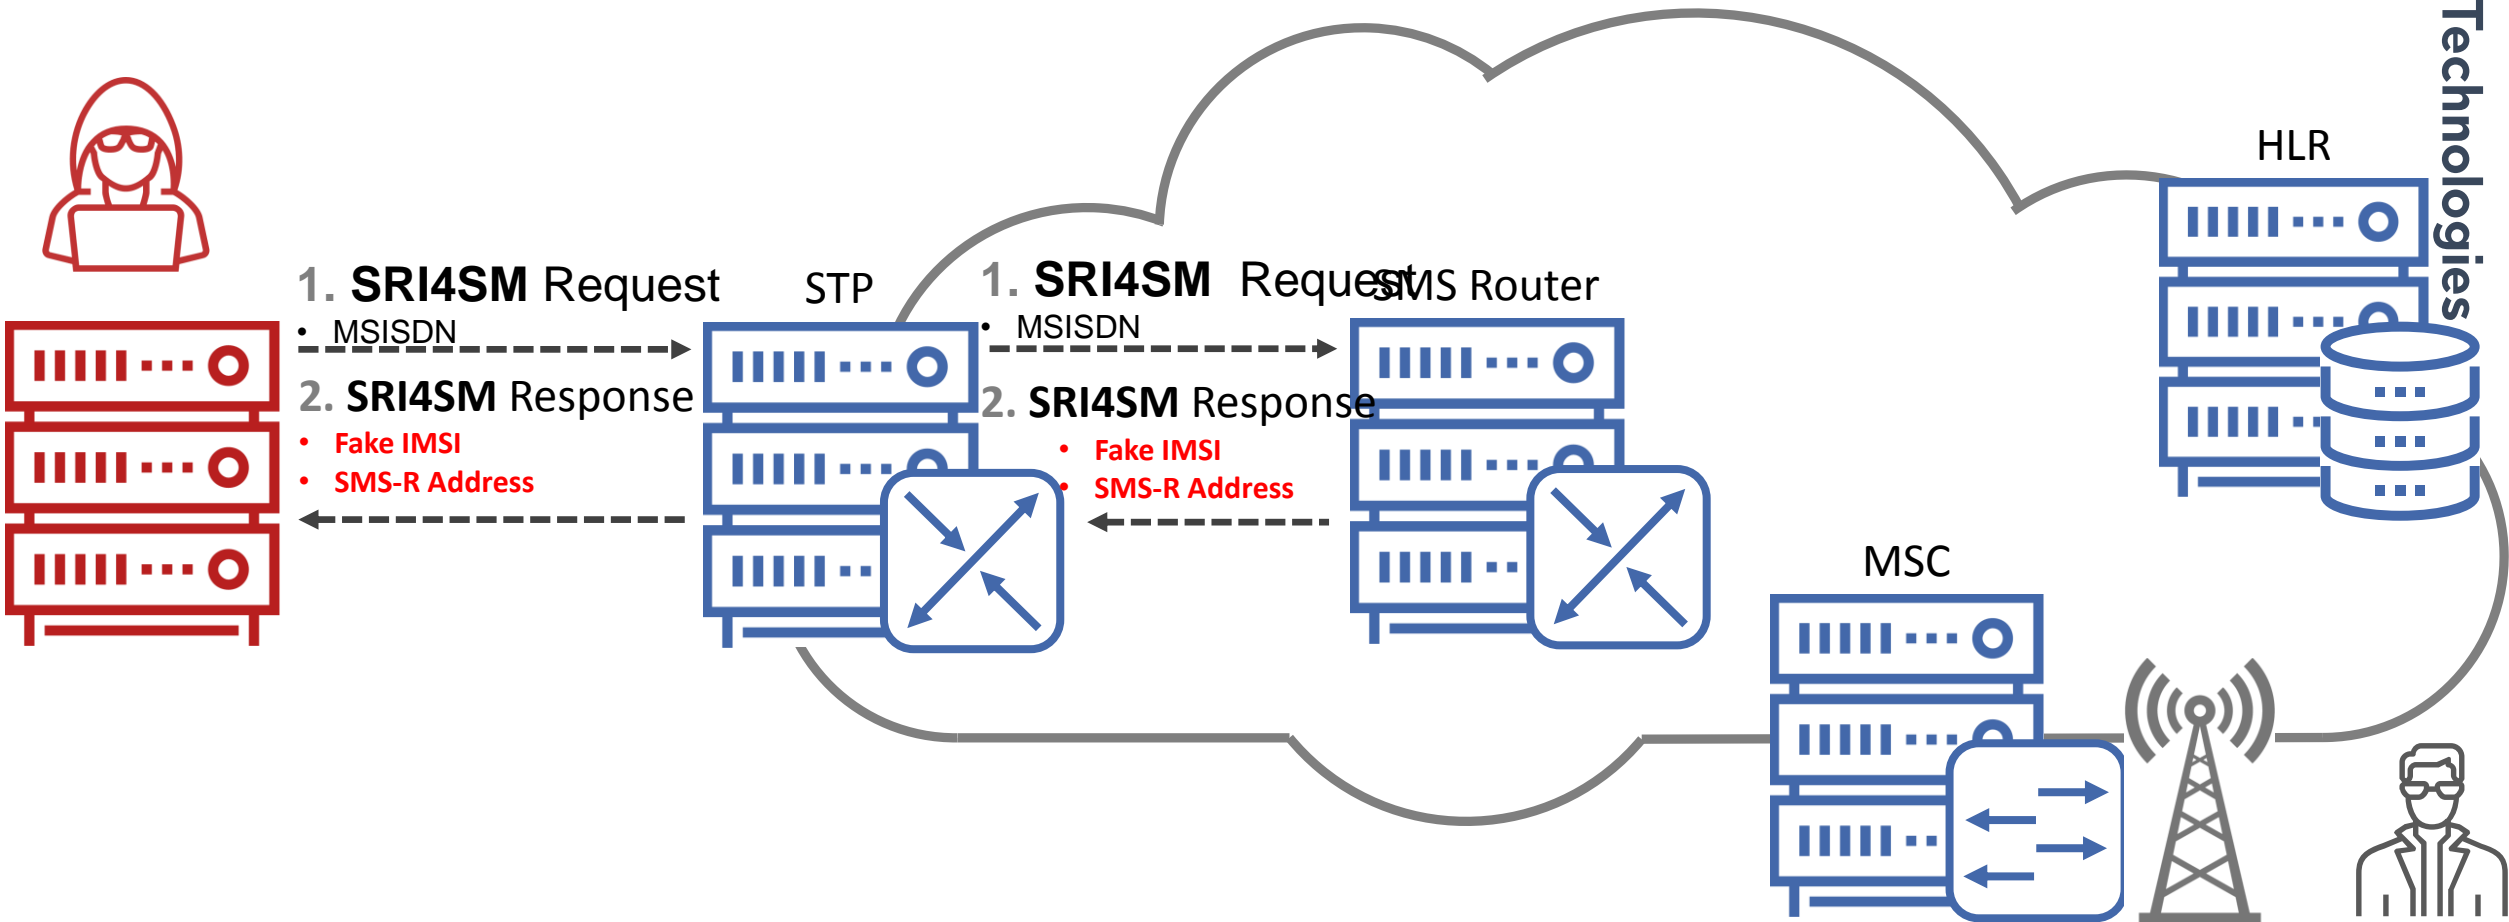 Technologies
HLR
1. SRI4SM Request
• MSISDN
STP
1. SRI4SM Request
• MSISDN
SMS Router
2. SRI4SM Response
• Fake IMSI
• SMS-R Address
2. SRI4SM Response
• Fake IMSI
• SMS-R Address
MSC